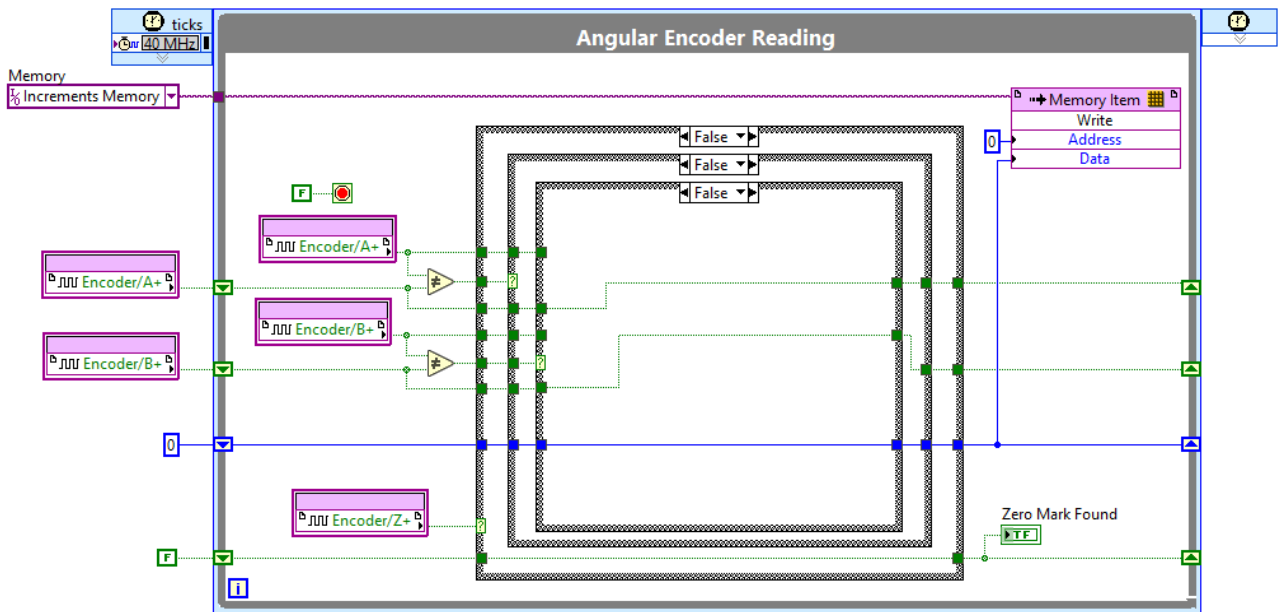 ticks
40 MHz
Angular Encoder Reading
Memory
Increments Memory
Memory Item
Write
0 Address
Data
False
False
False
F
Encoder/A+
Encoder/A+
≠
?
Encoder/B+
Encoder/B+
≠
?
0
Encoder/Z+
?
Zero Mark Found
TF
F
i